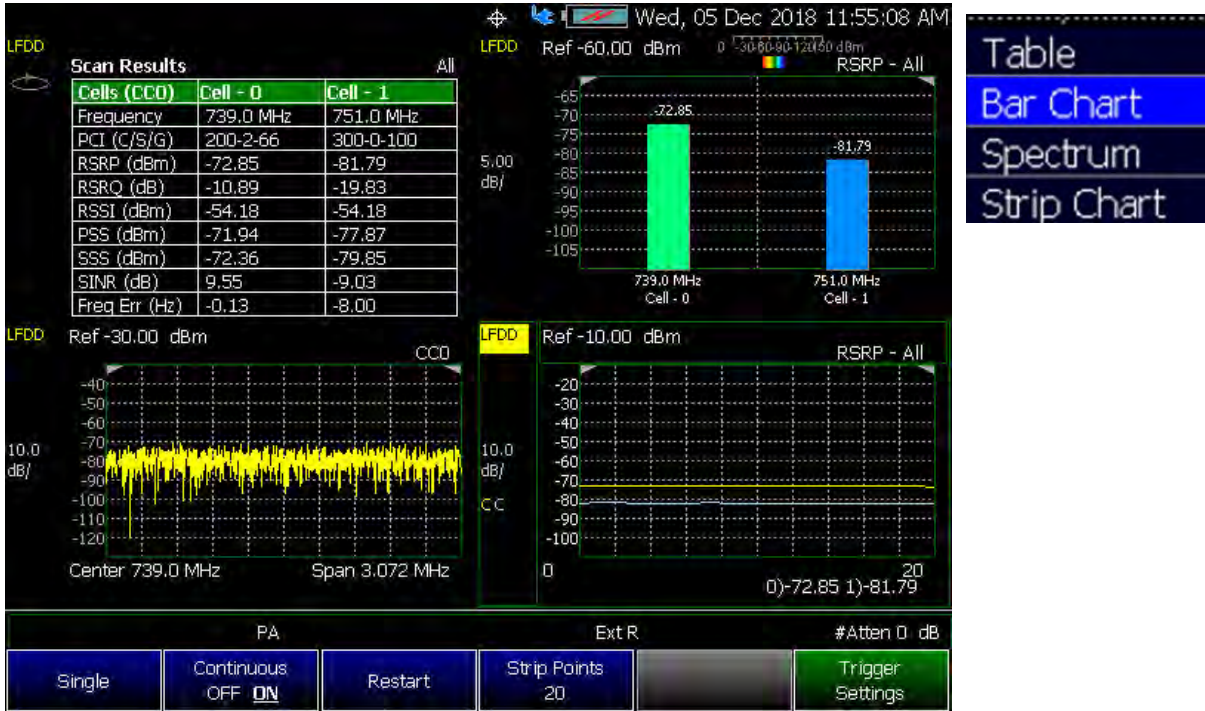 Wed, 05 Dec 2018 11:55:08 AM
LFDD
Scan Results All
Cells (CC0) Cell - 0 Cell - 1
Frequency 739.0 MHz 751.0 MHz
PCI (C/S/G) 200-2-66 300-0-100
RSRP (dBm) -72.85 -81.79
RSRQ (dB) -10.89 -19.83
RSSI (dBm) -54.18 -54.18
PSS (dBm) -71.94 -77.87
SSS (dBm) -72.36 -79.85
SINR (dB) 9.55 -9.03
Freq Err (Hz) -0.13 -8.00
LFDD Ref -60.00 dBm
0 -30-60-90-120 dBm
RSRP - All
-65
-70
-75
-80
-85
-90
-95
-100
-105
5.00
dB/
-72.85
-81.79
739.0 MHz 751.0 MHz
Cell - 0 Cell - 1
LFDD Ref -30.00 dBm
CC0
-40
-50
-60
-70
-80
-90
-100
-110
-120
10.0
dB/
Center 739.0 MHz Span 3.072 MHz
LFDD Ref -10.00 dBm
RSRP - All
-20
-30
-40
-50
-60
-70
-80
-90
-100
10.0
dB/
CC
0 20
0)-72.85 1)-81.79
PA Ext R #Atten 0 dB
Single
Continuous
OFF ON
Restart
Strip Points
20
Trigger
Settings
Table
Bar Chart
Spectrum
Strip Chart